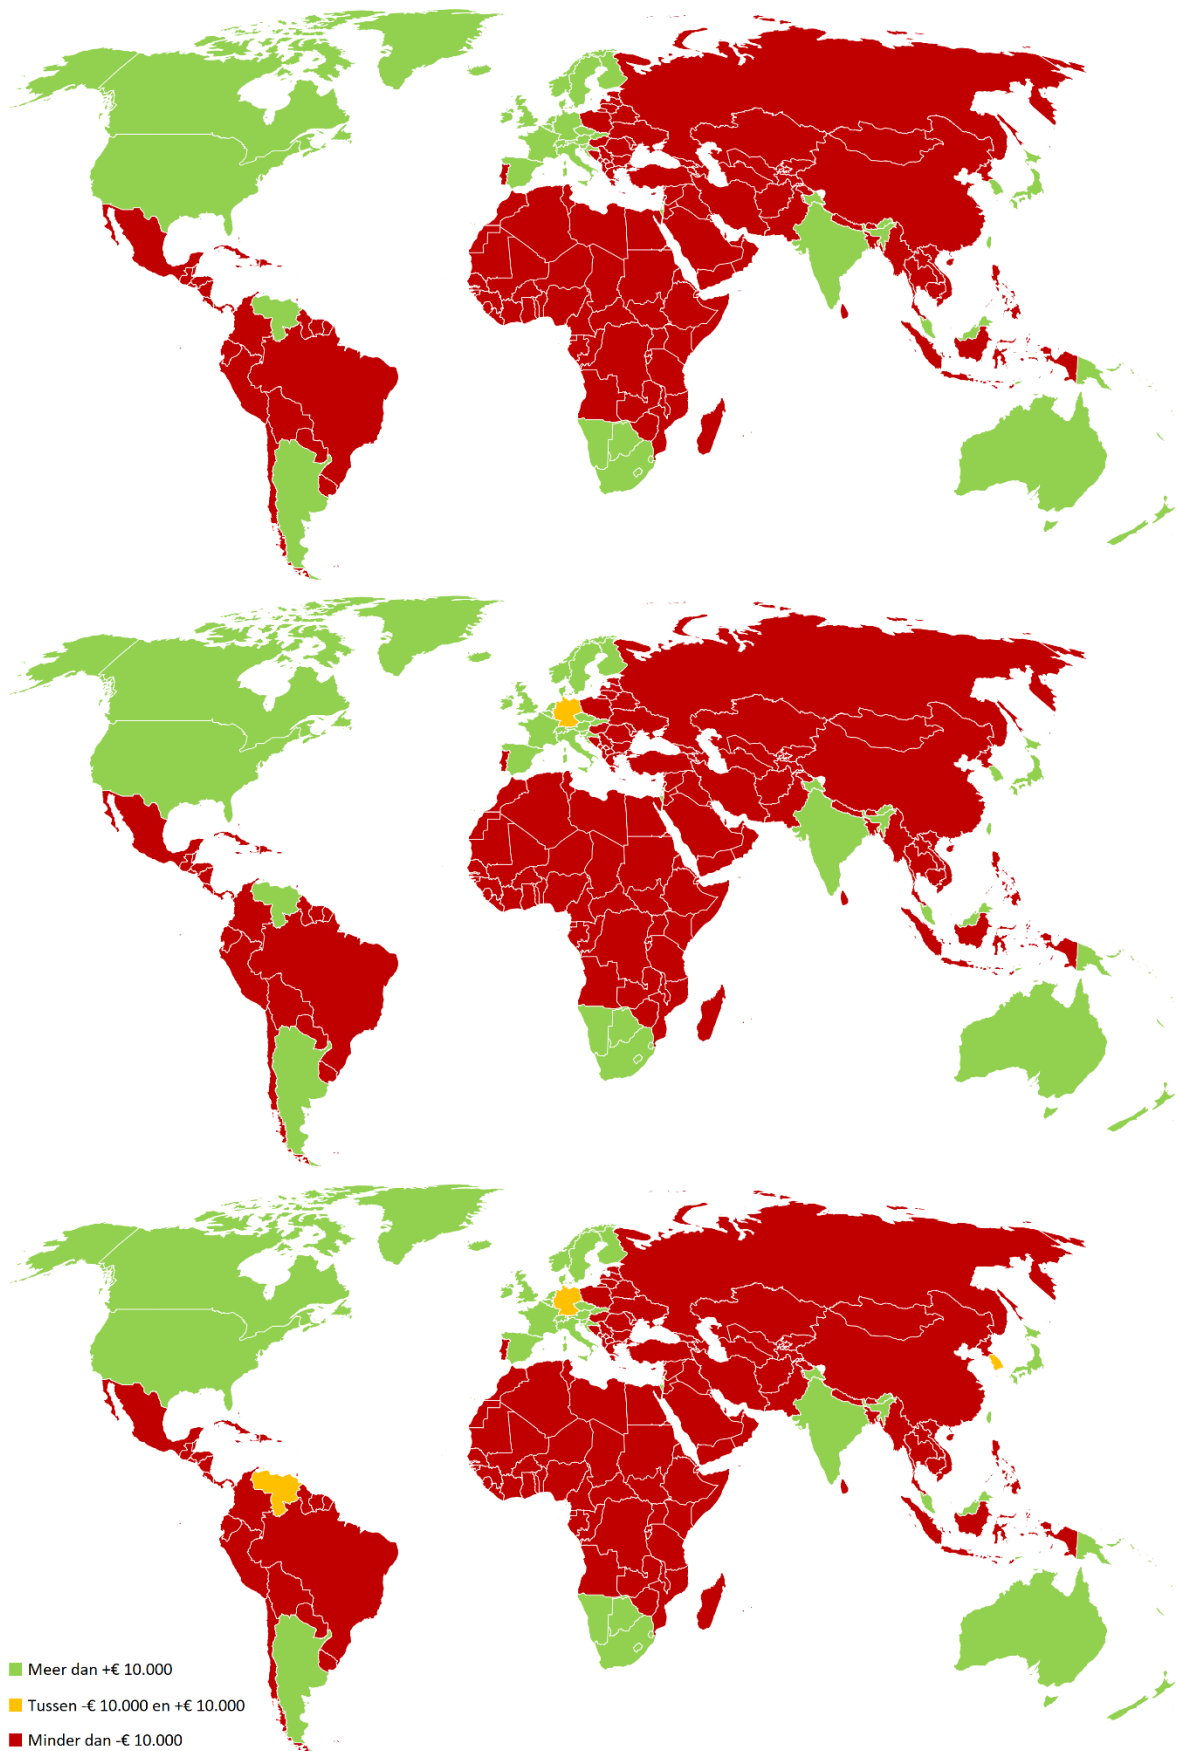 Meer dan +€ 10.000
Tussen -€ 10.000 en +€ 10.000
Minder dan -€ 10.000